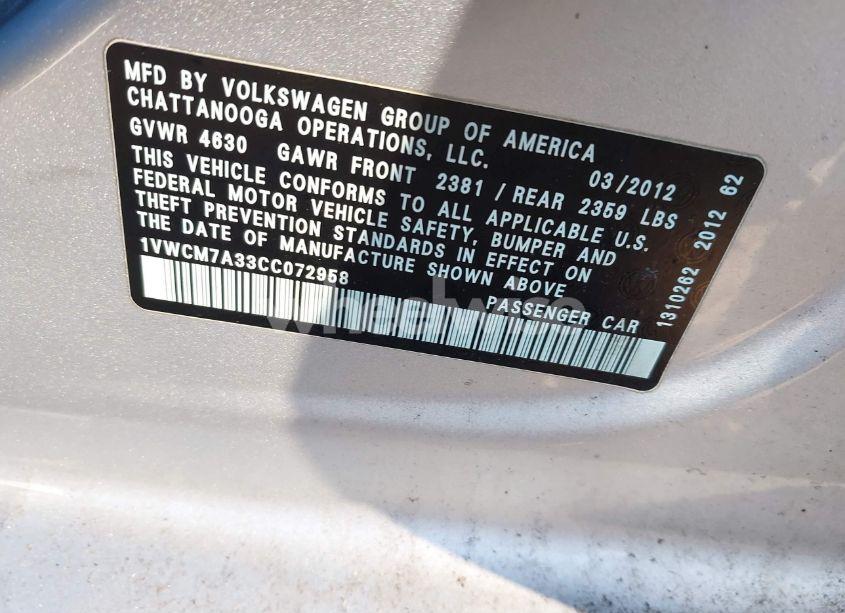 MFD BY VOLKSWAGEN GROUP OF AMERICA
CHATTANOOGA OPERATIONS, LLC.
GVWR 4630 GAWR FRONT 2381 / REAR 2359 LBS 03/2012
THIS VEHICLE CONFORMS TO ALL APPLICABLE U.S.
FEDERAL MOTOR VEHICLE SAFETY, BUMPER AND
THEFT PREVENTION STANDARDS IN EFFECT ON
THE DATE OF MANUFACTURE SHOWN ABOVE
1VWCM7A33CC072958 PASSENGER CAR
1310262 2012 62